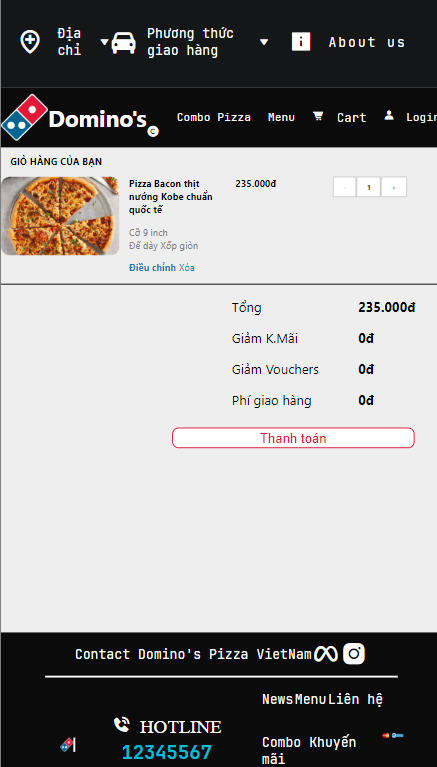 Địa
chỉ
Phương thức
giao hàng
About us
Domino's
C
Combo Pizza
Menu
Cart
Login
GIỎ HÀNG CỦA BẠN
Pizza Bacon thịt
nướng Kobe chuẩn
quốc tế
235.000đ
- 1 +
Cỡ 9 inch
Đế dày Xốp giòn
Điều chỉnh Xóa
Tổng 235.000đ
Giảm K.Mãi 0đ
Giảm Vouchers 0đ
Phí giao hàng 0đ
Thanh toán
Contact Domino's Pizza VietNam
News Menu Liên hệ
HOTLINE
12345567
Combo Khuyến
mãi